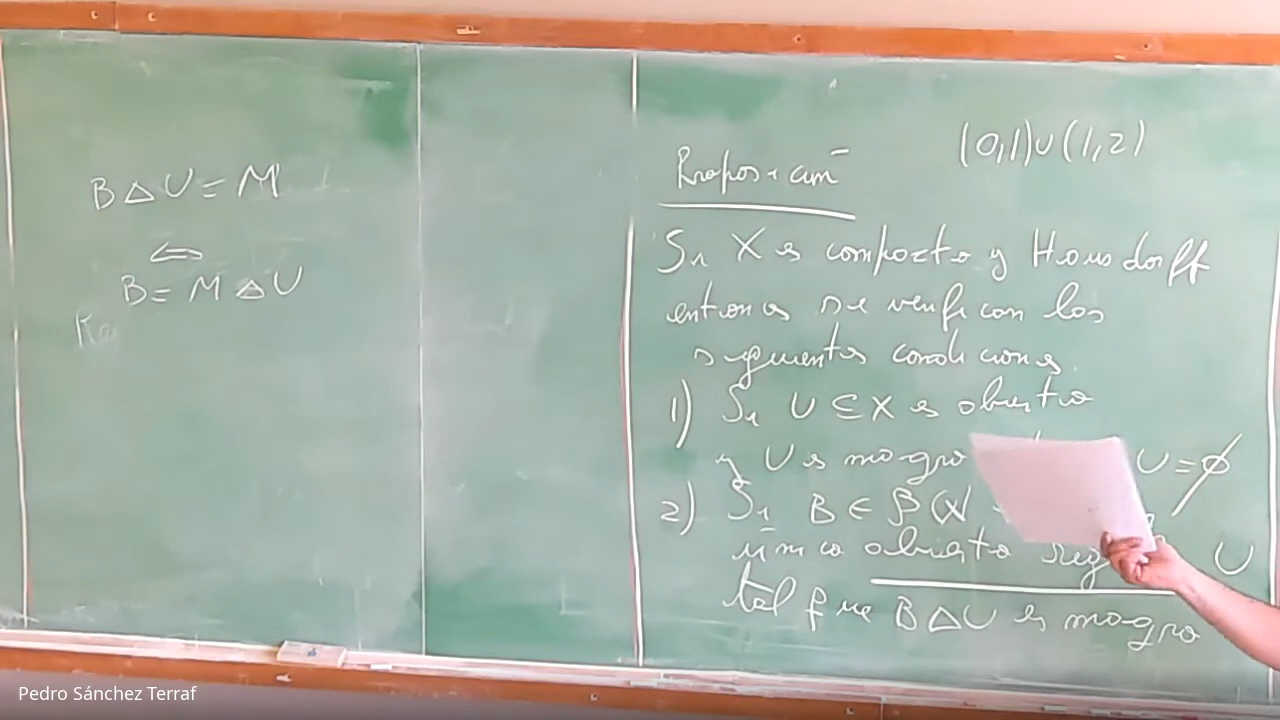 B △ U = M
⇐
B = M △ U
(0,1)∪(1,2)
Proposición
Si X es compacto y Hausdorff
entonces se verifican las
siguientes condiciones
1) Si U ⊆ X es abierto
y U es magro U = ∅
2) Si B ∈ β(X)
único abierto reg U
tal que B △ U es magro
Pedro Sánchez Terraf